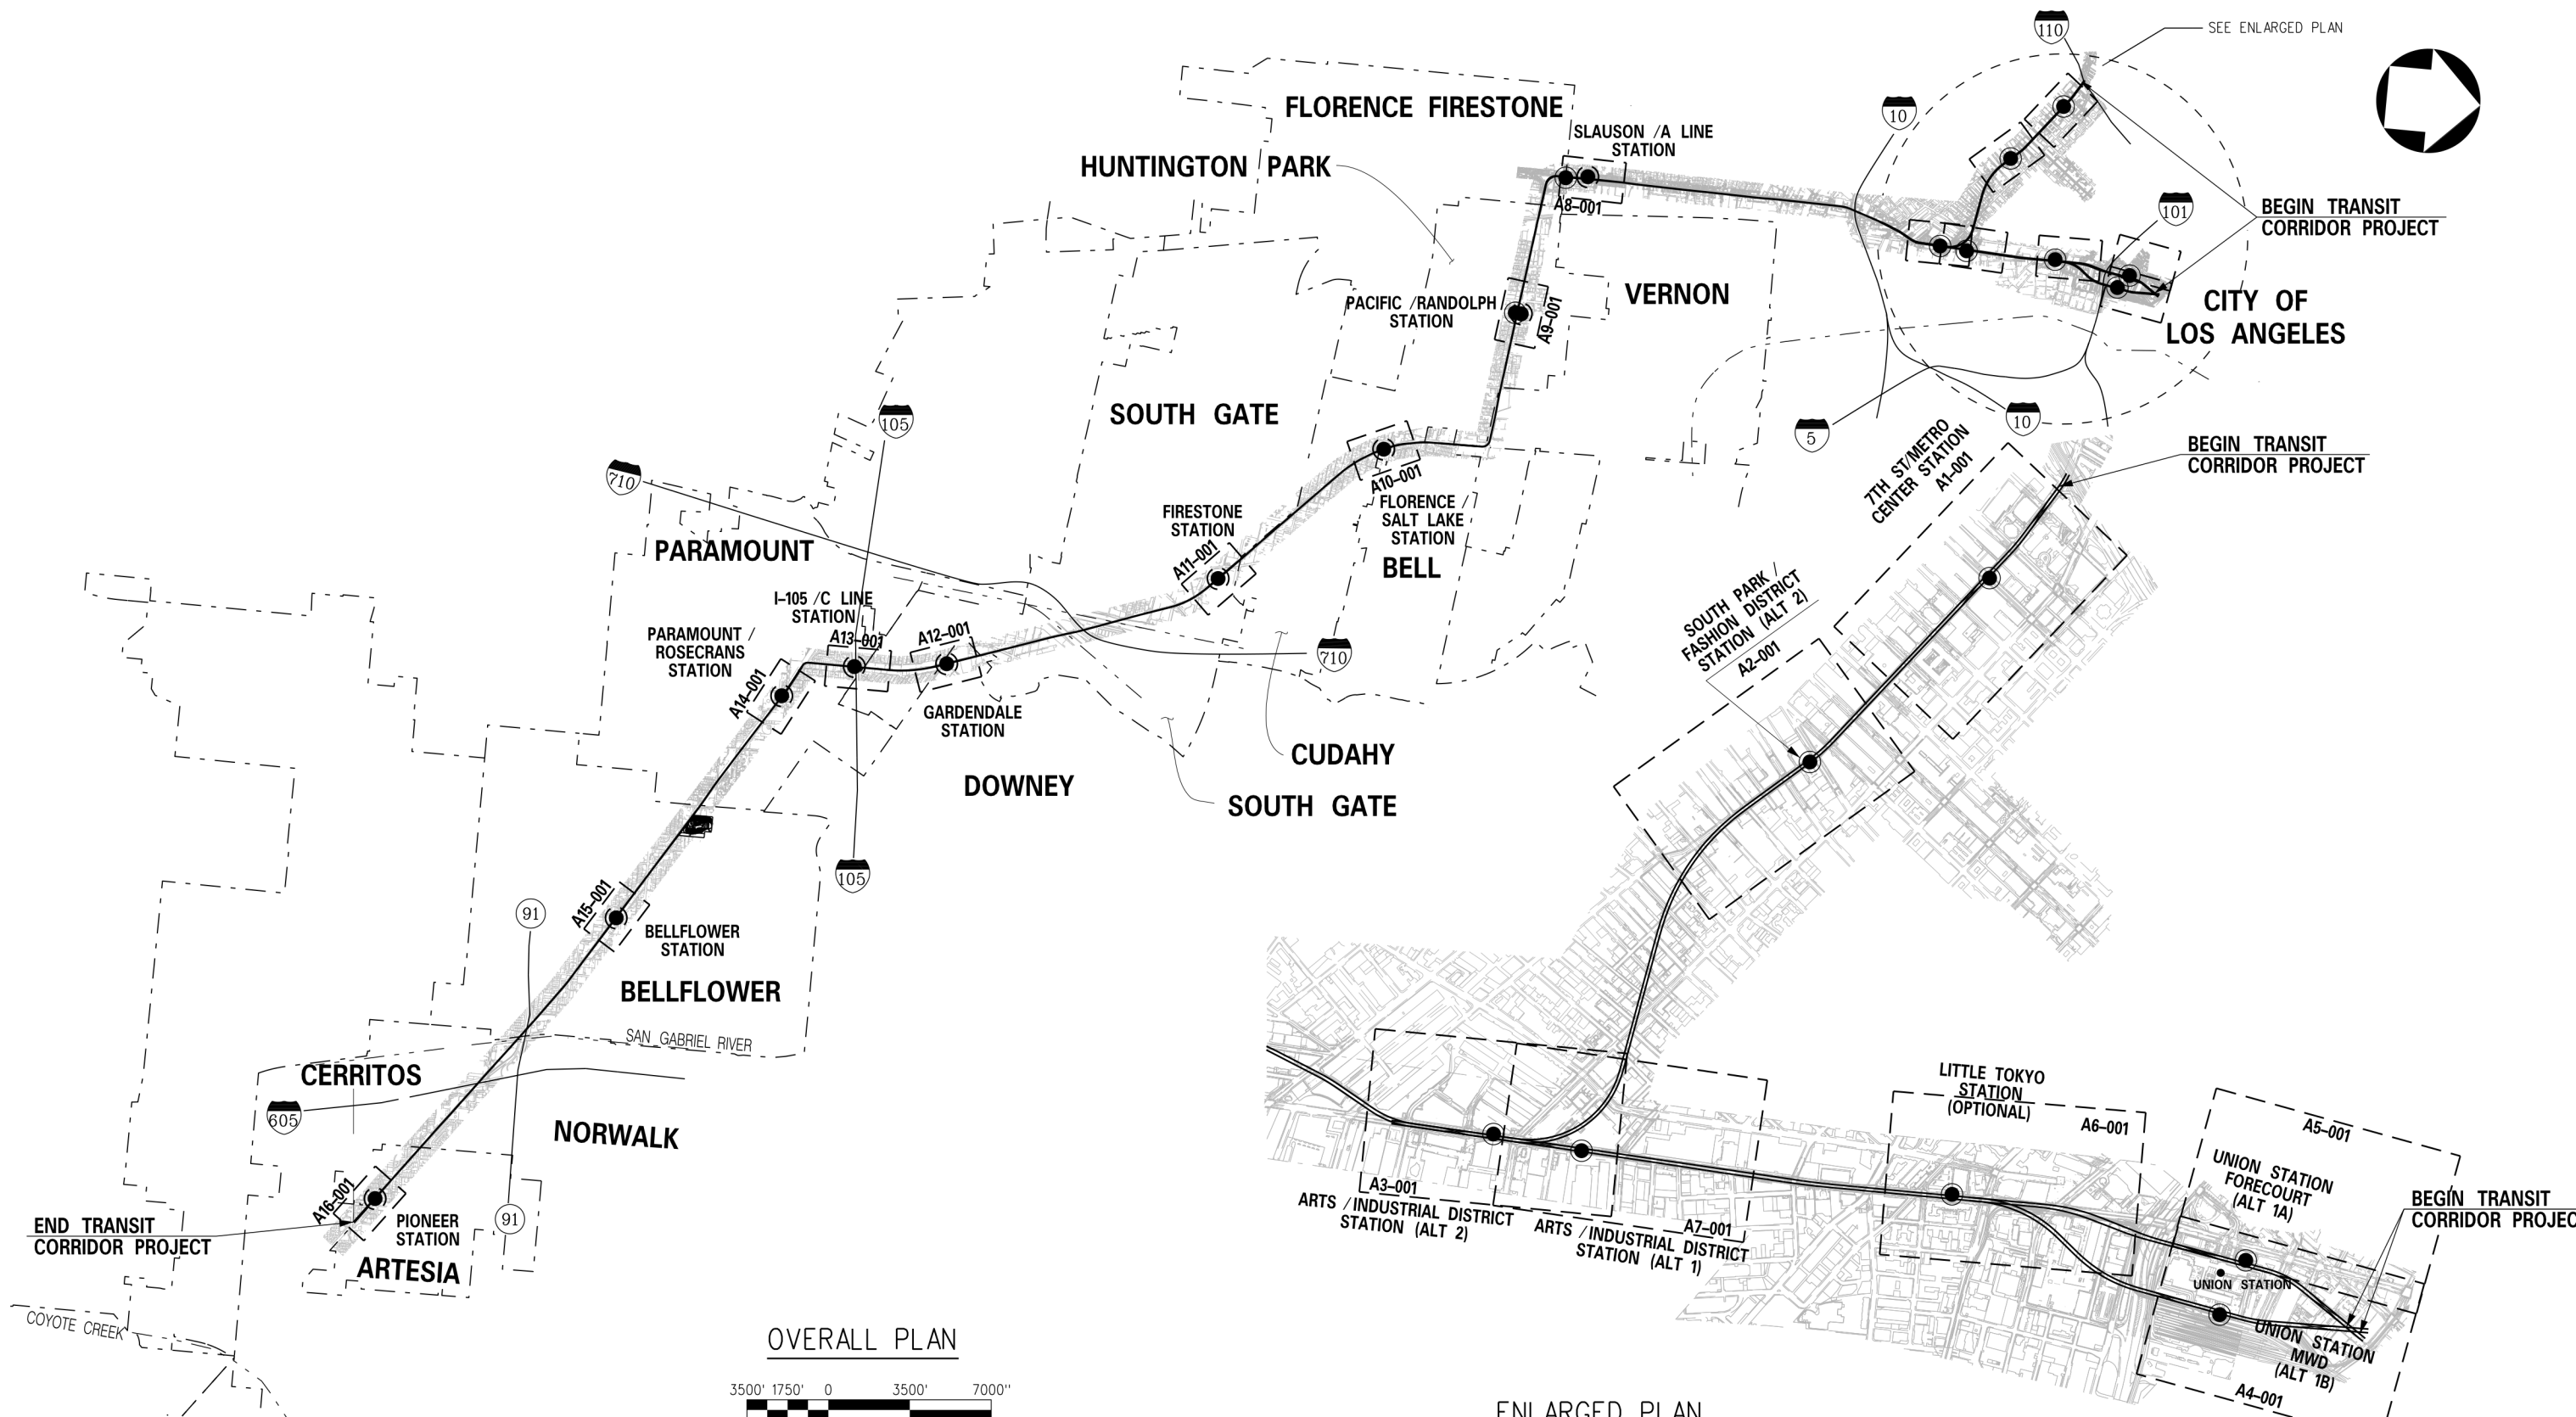 110
SEE ENLARGED PLAN
FLORENCE FIRESTONE
10
SLAUSON /A LINE
STATION
HUNTINGTON PARK
A8-001
101
BEGIN TRANSIT
CORRIDOR PROJECT
VERNON
PACIFIC /RANDOLPH
STATION
A9-001
CITY OF
LOS ANGELES
SOUTH GATE
105
5
10
710
A10-001
FLORENCE /
SALT LAKE
STATION
BELL
FIRESTONE
STATION
A11-001
7TH ST/METRO
CENTER STATION
A1-001
BEGIN TRANSIT
CORRIDOR PROJECT
PARAMOUNT
I-105 /C LINE
STATION
A13-001
A12-001
PARAMOUNT /
ROSECRANS
STATION
A14-001
710
SOUTH PARK /
FASHION DISTRICT
STATION (ALT 2)
A2-001
GARDENDALE
STATION
CUDAHY
DOWNEY
SOUTH GATE
105
A15-001
91
BELLFLOWER
STATION
BELLFLOWER
SAN GABRIEL RIVER
CERRITOS
605
NORWALK
LITTLE TOKYO
STATION
(OPTIONAL)
A6-001
A5-001
UNION STATION
FORECOURT
(ALT 1A)
A3-001
ARTS /INDUSTRIAL DISTRICT
STATION (ALT 2)
A7-001
ARTS /INDUSTRIAL DISTRICT
STATION (ALT 1)
BEGIN TRANSIT
CORRIDOR PROJEC
UNION STATION
UNION STATION
MWD
(ALT 1B)
A4-001
A16-001
END TRANSIT
CORRIDOR PROJECT
PIONEER
STATION
91
ARTESIA
COYOTE CREEK
OVERALL PLAN
3500' 1750' 0 3500' 7000''
ENLARGED PLAN